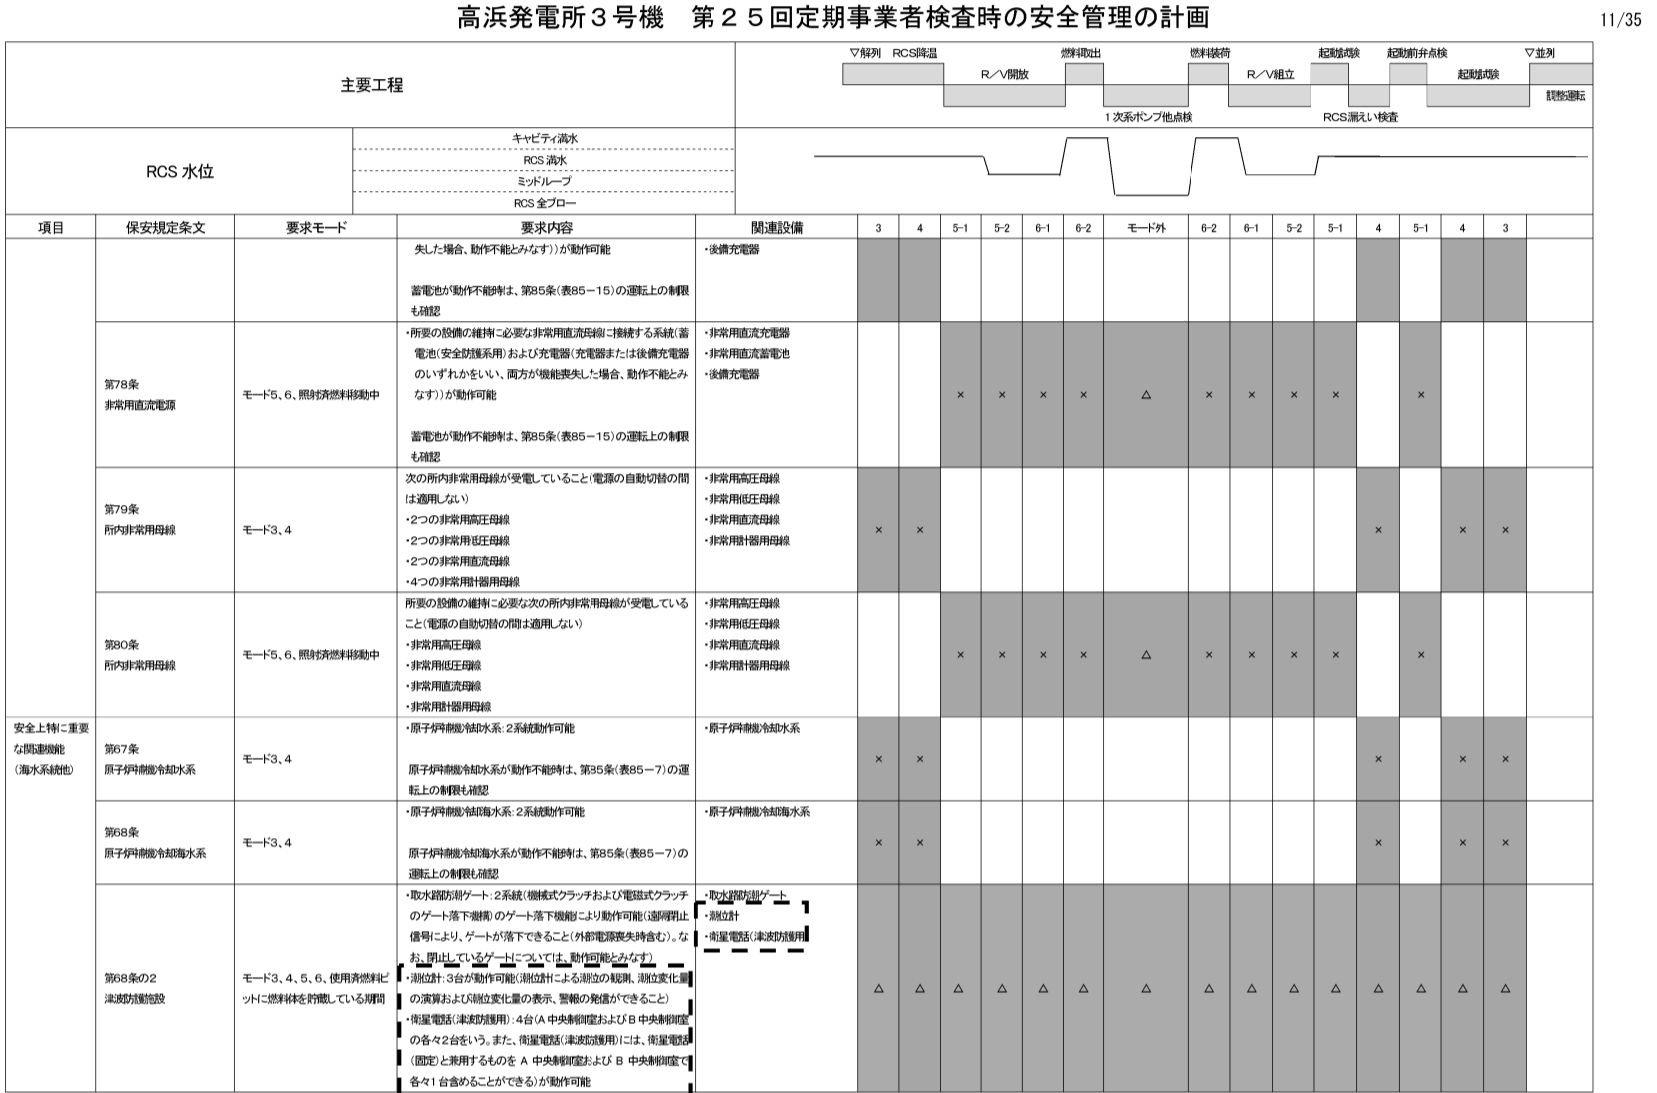 高浜発電所３号機　第２５回定期事業者検査時の安全管理の計画
11/35
主要工程
▽解列 RCS降温 燃料取出 燃料装荷 起動試験 起動前弁点検 ▽並列
R／V開放 R／V組立 起動試験
調整運転
１次系ポンプ他点検 RCS漏えい検査
RCS 水位
キャビティ満水
RCS 満水
ミッドループ
RCS 全ブロー
項目 保安規定条文 要求モード 要求内容 関連設備 3 4 5-1 5-2 6-1 6-2 モード外 6-2 6-1 5-2 5-1 4 5-1 4 3
失した場合、動作不能とみなす））が動作可能
蓄電池が動作不能時は、第85条（表85－15）の運転上の制限
も確認
・後備充電器
第78条
非常用直流電源
モード5、6、照射済燃料移動中
・所要の設備の維持に必要な非常用直流母線に接続する系統（蓄
電池（安全防護系用）および充電器（充電器または後備充電器
のいずれかをいい、両方が機能喪失した場合、動作不能とみ
なす））が動作可能
蓄電池が動作不能時は、第85条（表85－15）の運転上の制限
も確認
・非常用直流充電器
・非常用直流蓄電池
・後備充電器
× × × × △ × × × × ×
第79条
所内非常用母線
モード3、4
次の所内非常用母線が受電していること（電源の自動切替の間
は適用しない）
・2つの非常用高圧母線
・2つの非常用低圧母線
・2つの非常用直流母線
・4つの非常用計器用母線
・非常用高圧母線
・非常用低圧母線
・非常用直流母線
・非常用計器用母線
× × × × ×
第80条
所内非常用母線
モード5、6、照射済燃料移動中
所要の設備の維持に必要な次の所内非常用母線が受電している
こと（電源の自動切替の間は適用しない）
・非常用高圧母線
・非常用低圧母線
・非常用直流母線
・非常用計器用母線
・非常用高圧母線
・非常用低圧母線
・非常用直流母線
・非常用計器用母線
× × × × △ × × × × ×
安全上特に重要
な関連機能
（海水系統他）
第67条
原子炉補機冷却水系
モード3、4
・原子炉補機冷却水系：2系統動作可能
原子炉補機冷却水系が動作不能時は、第85条（表85－7）の運
転上の制限も確認
・原子炉補機冷却水系
× × × × ×
第68条
原子炉補機冷却海水系
モード3、4
・原子炉補機冷却海水系：2系統動作可能
原子炉補機冷却海水系が動作不能時は、第85条（表85－7）の
運転上の制限も確認
・原子炉補機冷却海水系
× × × × ×
第68条の2
津波防護施設
モード3、4、5、6、使用済燃料ピ
ットに燃料体を貯蔵している期間
・取水路防潮ゲート：2系統（機械式クラッチおよび電磁式クラッチ
のゲート落下機構）のゲート落下機能により動作可能（遠隔閉止
信号により、ゲートが落下できること（外部電源喪失時含む）。な
お、閉止しているゲートについては、動作可能とみなす）
・潮位計：3台が動作可能（潮位計による潮位の観測、潮位変化量
の演算および潮位変化量の表示、警報の発信ができること）
・衛星電話（津波防護用）：4台（A 中央制御室および B 中央制御室
の各々2台をいう。また、衛星電話（津波防護用）には、衛星電話
（固定）と兼用するものを A 中央制御室および B 中央制御室で
各々1 台含めることができる）が動作可能
・取水路防潮ゲート
・潮位計
・衛星電話（津波防護用）
△ △ △ △ △ △ △ △ △ △ △ △ △ △ △